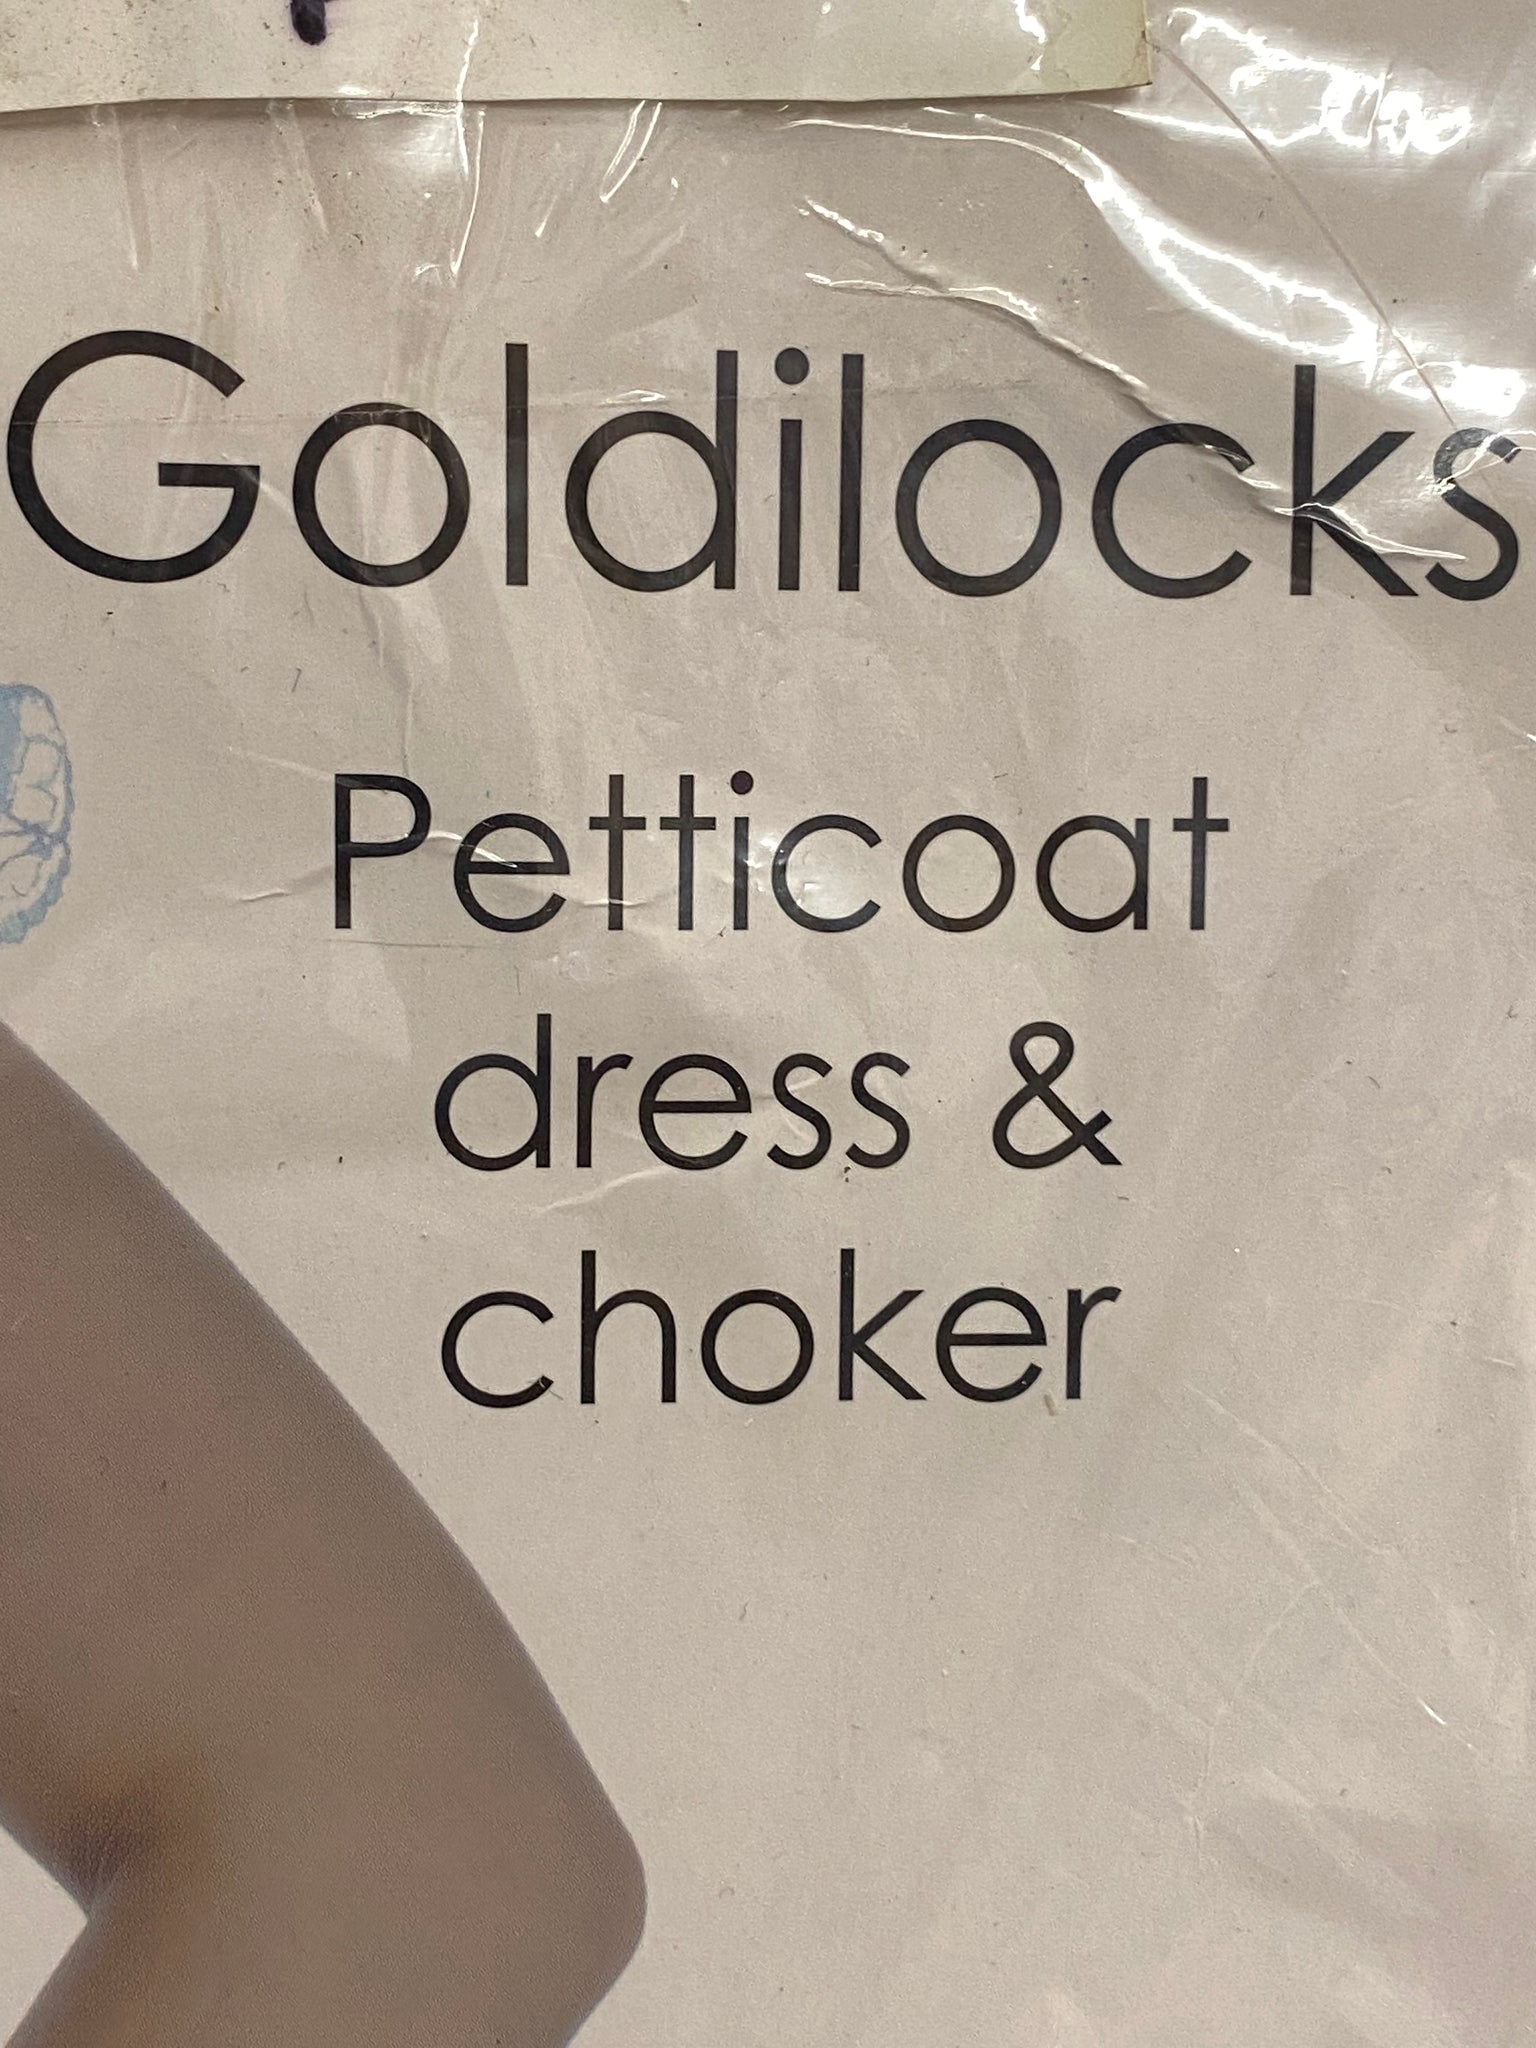 Goldilocks
Petticoat
dress &
choker